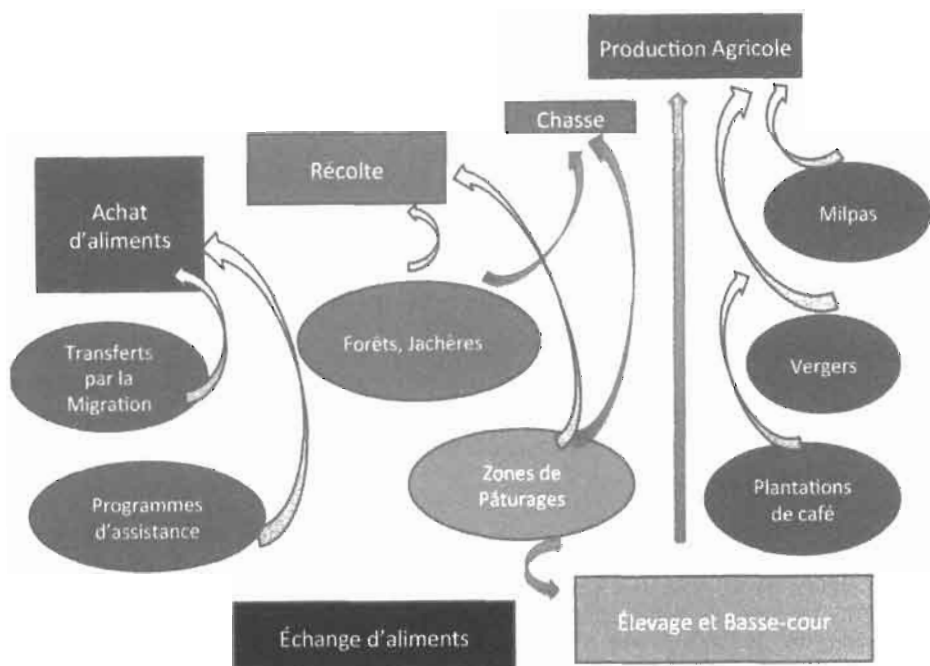 Production Agricole
Chasse
Récolte
Achat
d'aliments
Milpas
Forêts, Jachères
Transferts
par la
Migration
Vergers
Zones de
Pâturages
Plantations
de café
Programmes
d'assistance
Élevage et Basse-cour
Échange d'aliments